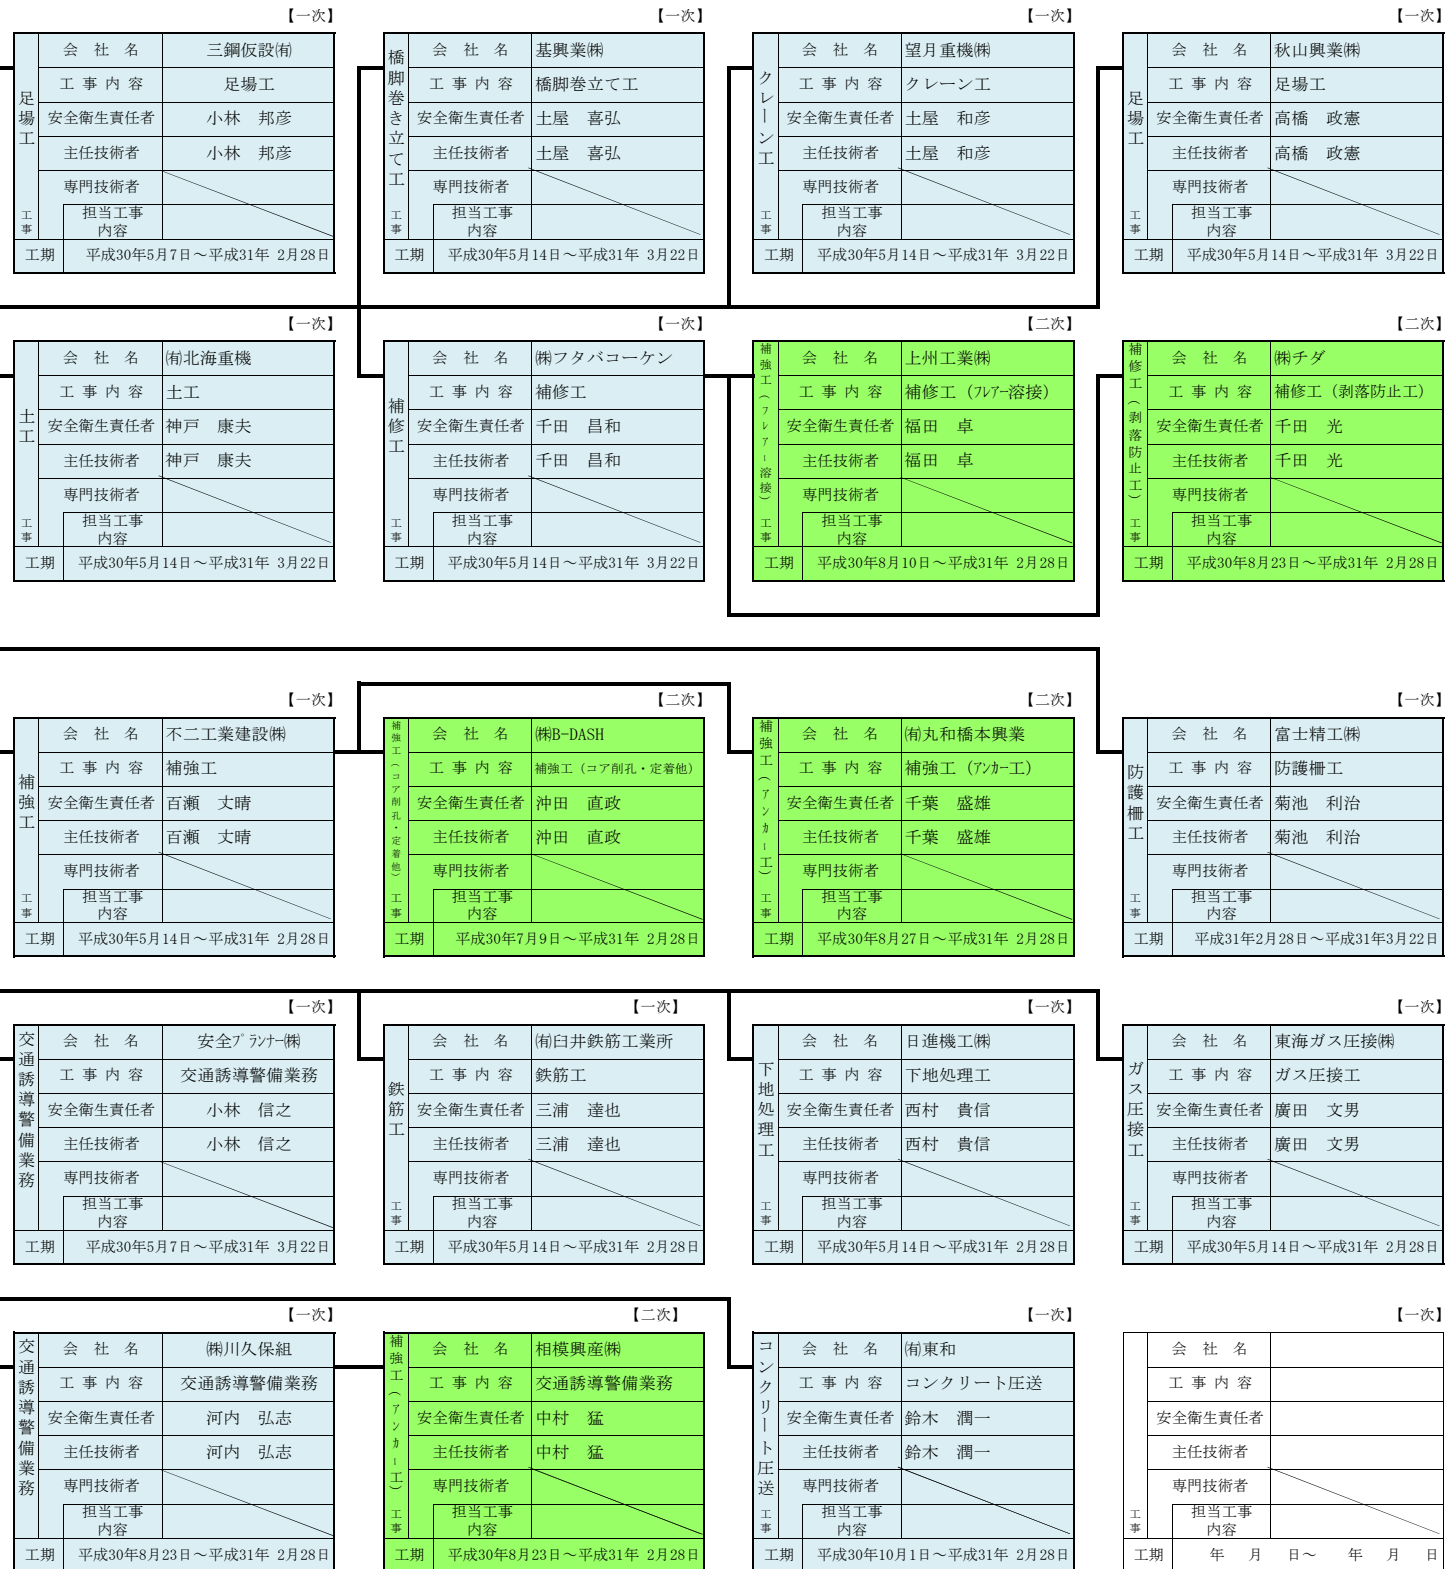 【一次】
足場工 工事
会 社 名 三鋼仮設㈲
工 事 内 容 足場工
安全衛生責任者 小林 邦彦
主任技術者 小林 邦彦
専門技術者
担当工事
内容
工期 平成30年5月7日～平成31年 2月28日
【一次】
橋脚巻き立て工 工事
会 社 名 基興業㈱
工 事 内 容 橋脚巻立て工
安全衛生責任者 土屋 喜弘
主任技術者 土屋 喜弘
専門技術者
担当工事
内容
工期 平成30年5月14日～平成31年 3月22日
【一次】
クレーン工 工事
会 社 名 望月重機㈱
工 事 内 容 クレーン工
安全衛生責任者 土屋 和彦
主任技術者 土屋 和彦
専門技術者
担当工事
内容
工期 平成30年5月14日～平成31年 3月22日
【一次】
足場工 工事
会 社 名 秋山興業㈱
工 事 内 容 足場工
安全衛生責任者 高橋 政憲
主任技術者 高橋 政憲
専門技術者
担当工事
内容
工期 平成30年5月14日～平成31年 3月22日
【一次】
土工 工事
会 社 名 ㈲北海重機
工 事 内 容 土工
安全衛生責任者 神戸 康夫
主任技術者 神戸 康夫
専門技術者
担当工事
内容
工期 平成30年5月14日～平成31年 3月22日
【一次】
補修工 工事
会 社 名 ㈱フタバコーケン
工 事 内 容 補修工
安全衛生責任者 千田 昌和
主任技術者 千田 昌和
専門技術者
担当工事
内容
工期 平成30年5月14日～平成31年 3月22日
【二次】
補強工（フレアー溶接） 工事
会 社 名 上州工業㈱
工 事 内 容 補修工（ﾌﾚｱｰ溶接）
安全衛生責任者 福田 卓
主任技術者 福田 卓
専門技術者
担当工事
内容
工期 平成30年8月10日～平成31年 2月28日
【二次】
補修工（剥落防止工） 工事
会 社 名 ㈱チダ
工 事 内 容 補修工（剥落防止工）
安全衛生責任者 千田 光
主任技術者 千田 光
専門技術者
担当工事
内容
工期 平成30年8月23日～平成31年 2月28日
【一次】
補強工 工事
会 社 名 不二工業建設㈱
工 事 内 容 補強工
安全衛生責任者 百瀬 丈晴
主任技術者 百瀬 丈晴
専門技術者
担当工事
内容
工期 平成30年5月14日～平成31年 2月28日
【二次】
補強工（コア削孔・定着他） 工事
会 社 名 ㈱B-DASH
工 事 内 容 補強工（コア削孔・定着他）
安全衛生責任者 沖田 直政
主任技術者 沖田 直政
専門技術者
担当工事
内容
工期 平成30年7月9日～平成31年 2月28日
【二次】
補強工（アンカー工） 工事
会 社 名 ㈲丸和橋本興業
工 事 内 容 補強工（ｱﾝｶｰ工）
安全衛生責任者 千葉 盛雄
主任技術者 千葉 盛雄
専門技術者
担当工事
内容
工期 平成30年8月27日～平成31年 2月28日
【一次】
防護柵工 工事
会 社 名 富士精工㈱
工 事 内 容 防護柵工
安全衛生責任者 菊池 利治
主任技術者 菊池 利治
専門技術者
担当工事
内容
工期 平成31年2月28日～平成31年3月22日
【一次】
交通誘導警備業務
会 社 名 安全ﾌﾟﾗﾝﾅｰ㈱
工 事 内 容 交通誘導警備業務
安全衛生責任者 小林 信之
主任技術者 小林 信之
専門技術者
担当工事
内容
工期 平成30年5月7日～平成31年 3月22日
【一次】
鉄筋工 工事
会 社 名 ㈲臼井鉄筋工業所
工 事 内 容 鉄筋工
安全衛生責任者 三浦 達也
主任技術者 三浦 達也
専門技術者
担当工事
内容
工期 平成30年5月14日～平成31年 2月28日
【一次】
下地処理工 工事
会 社 名 日進機工㈱
工 事 内 容 下地処理工
安全衛生責任者 西村 貴信
主任技術者 西村 貴信
専門技術者
担当工事
内容
工期 平成30年5月14日～平成31年 2月28日
【一次】
ガス圧接工 工事
会 社 名 東海ガス圧接㈱
工 事 内 容 ガス圧接工
安全衛生責任者 廣田 文男
主任技術者 廣田 文男
専門技術者
担当工事
内容
工期 平成30年5月14日～平成31年 2月28日
【一次】
交通誘導警備業務
会 社 名 ㈱川久保組
工 事 内 容 交通誘導警備業務
安全衛生責任者 河内 弘志
主任技術者 河内 弘志
専門技術者
担当工事
内容
工期 平成30年8月23日～平成31年 2月28日
【二次】
補強工（アンカー工） 工事
会 社 名 相模興産㈱
工 事 内 容 交通誘導警備業務
安全衛生責任者 中村 猛
主任技術者 中村 猛
専門技術者
担当工事
内容
工期 平成30年8月23日～平成31年 2月28日
【一次】
コンクリート圧送 工事
会 社 名 ㈲東和
工 事 内 容 コンクリート圧送
安全衛生責任者 鈴木 潤一
主任技術者 鈴木 潤一
専門技術者
担当工事
内容
工期 平成30年10月1日～平成31年 2月28日
【一次】
工事
会 社 名
工 事 内 容
安全衛生責任者
主任技術者
専門技術者
担当工事
内容
工期 年 月 日～ 年 月 日